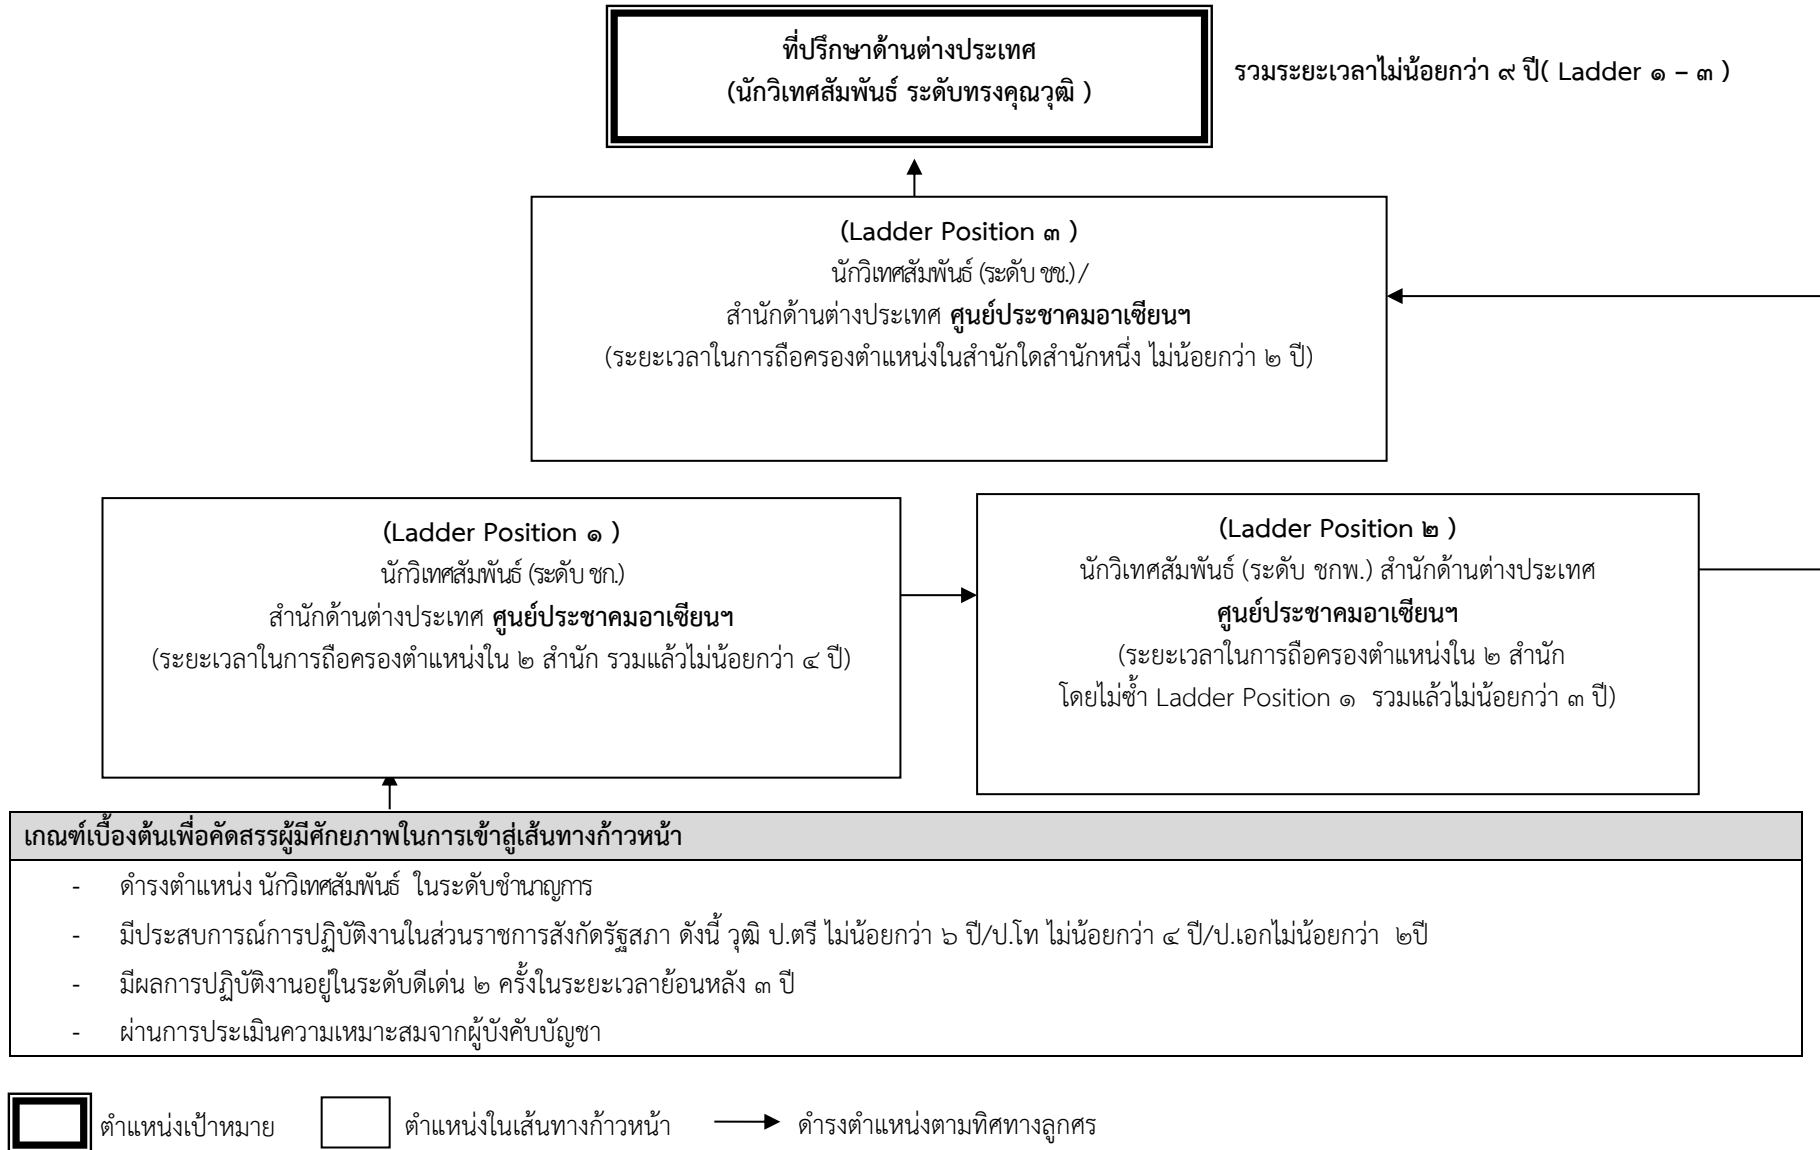 ที่ปรึกษาด้านต่างประเทศ
(นักวิเทศสัมพันธ์ ระดับทรงคุณวุฒิ )
รวมระยะเวลาไม่น้อยกว่า ๙ ปี( Ladder ๑ – ๓ )
(Ladder Position ๓ )
นักวิเทศสัมพันธ์ (ระดับ ชช.)/
สำนักด้านต่างประเทศ ศูนย์ประชาคมอาเซียนฯ
(ระยะเวลาในการถือครองตำแหน่งในสำนักใดสำนักหนึ่ง ไม่น้อยกว่า ๒ ปี)
(Ladder Position ๑ )
นักวิเทศสัมพันธ์ (ระดับ ชก.)
สำนักด้านต่างประเทศ ศูนย์ประชาคมอาเซียนฯ
(ระยะเวลาในการถือครองตำแหน่งใน ๒ สำนัก รวมแล้วไม่น้อยกว่า ๔ ปี)
(Ladder Position ๒ )
นักวิเทศสัมพันธ์ (ระดับ ชกพ.) สำนักด้านต่างประเทศ
ศูนย์ประชาคมอาเซียนฯ
(ระยะเวลาในการถือครองตำแหน่งใน ๒ สำนัก
โดยไม่ซ้ำ Ladder Position ๑ รวมแล้วไม่น้อยกว่า ๓ ปี)
เกณฑ์เบื้องต้นเพื่อคัดสรรผู้มีศักยภาพในการเข้าสู่เส้นทางก้าวหน้า
- ดำรงตำแหน่ง นักวิเทศสัมพันธ์ ในระดับชำนาญการ
- มีประสบการณ์การปฏิบัติงานในส่วนราชการสังกัดรัฐสภา ดังนี้ วุฒิ ป.ตรี ไม่น้อยกว่า ๖ ปี/ป.โท ไม่น้อยกว่า ๔ ปี/ป.เอกไม่น้อยกว่า ๒ปี
- มีผลการปฏิบัติงานอยู่ในระดับดีเด่น ๒ ครั้งในระยะเวลาย้อนหลัง ๓ ปี
- ผ่านการประเมินความเหมาะสมจากผู้บังคับบัญชา
ตำแหน่งเป้าหมาย
ตำแหน่งในเส้นทางก้าวหน้า
ดำรงตำแหน่งตามทิศทางลูกศร